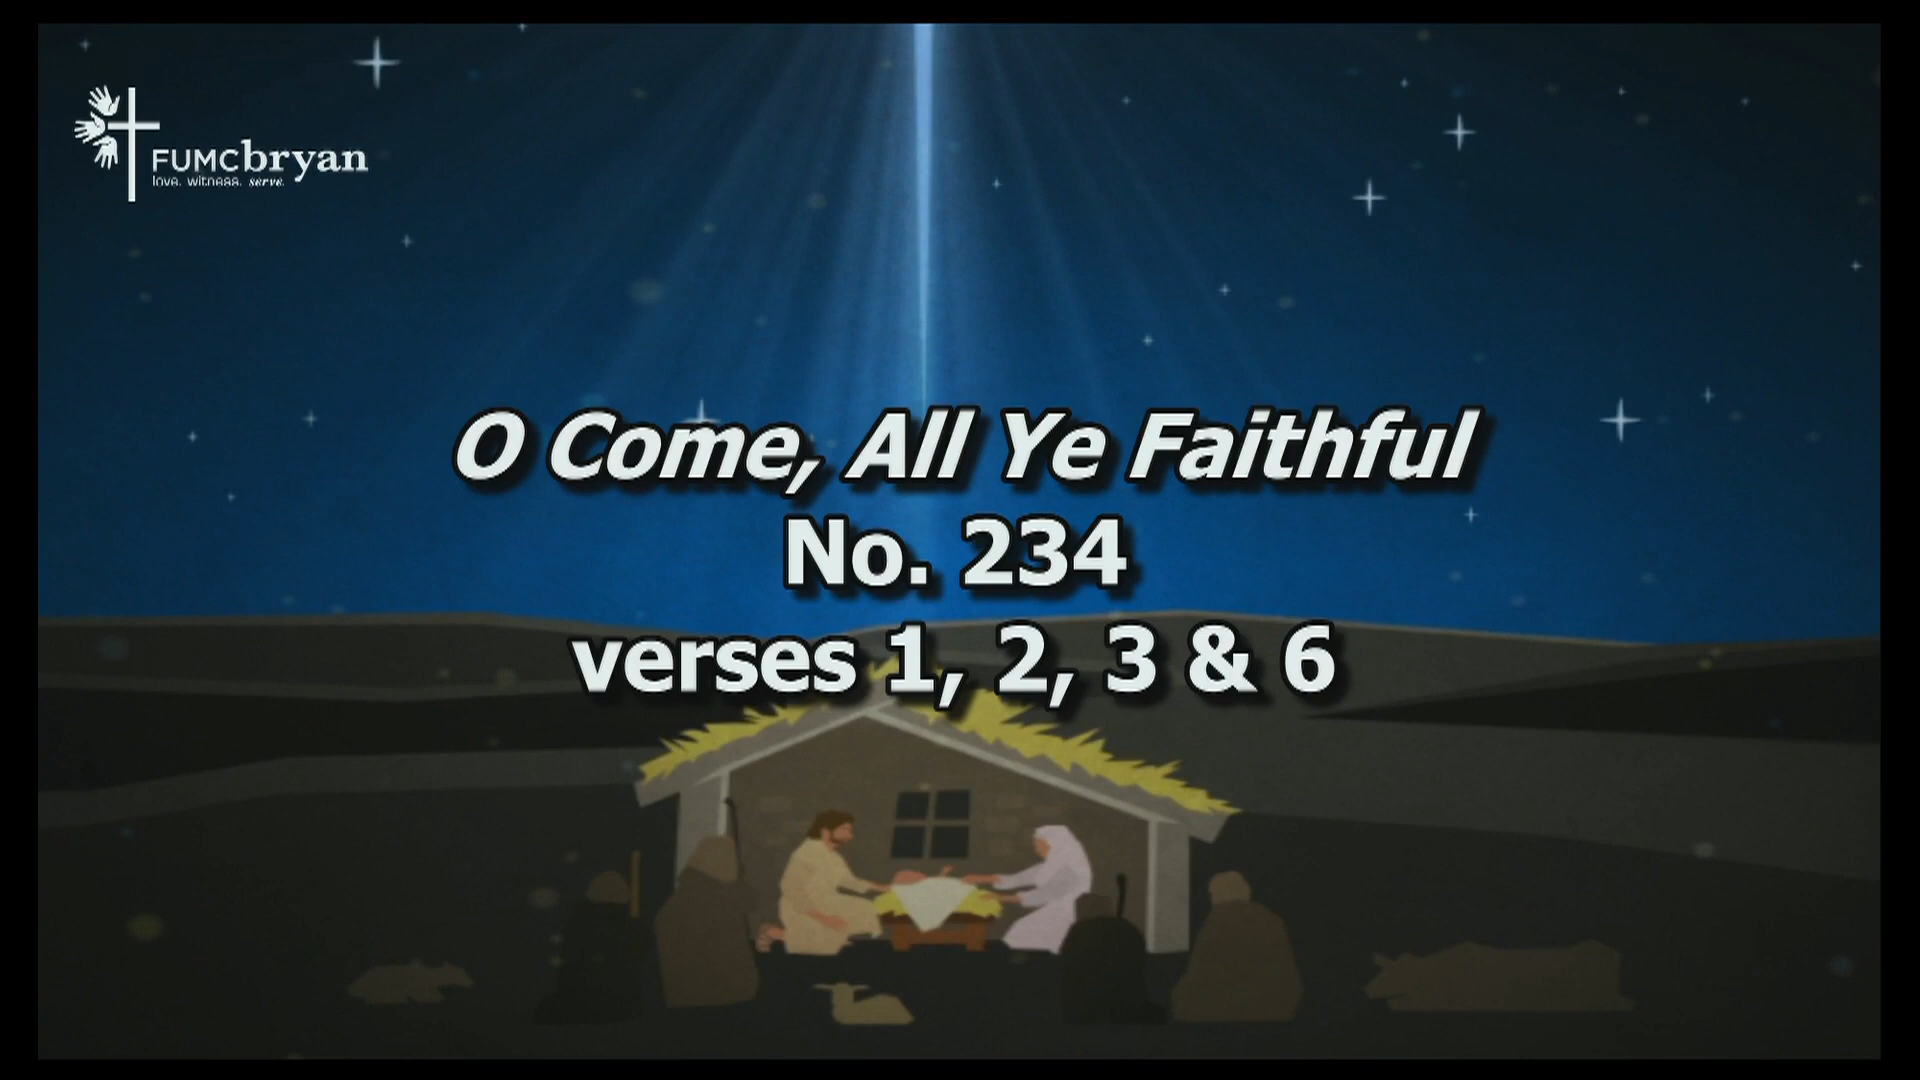 FUMCbryan
love. witness. serve.
O Come, All Ye Faithful
No. 234
verses 1, 2, 3 & 6